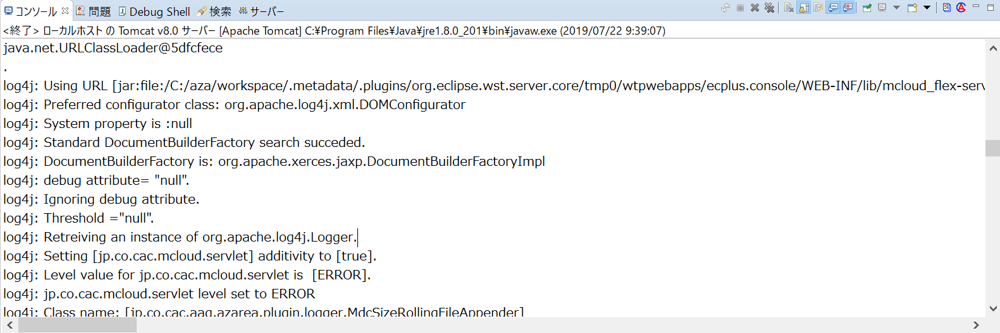 コンソール 問題 Debug Shell 検索 サーバー
<終了> ローカルホスト の Tomcat v8.0 サーバー [Apache Tomcat] C:¥Program Files¥Java¥jre1.8.0_201¥bin¥javaw.exe (2019/07/22 9:39:07)
java.net.URLClassLoader@5dfcfece
.
log4j: Using URL [jar:file:/C:/aza/workspace/.metadata/.plugins/org.eclipse.wst.server.core/tmp0/wtpwebapps/ecplus.console/WEB-INF/lib/mcloud_flex-serv
log4j: Preferred configurator class: org.apache.log4j.xml.DOMConfigurator
log4j: System property is :null
log4j: Standard DocumentBuilderFactory search succeded.
log4j: DocumentBuilderFactory is: org.apache.xerces.jaxp.DocumentBuilderFactoryImpl
log4j: debug attribute= "null".
log4j: Ignoring debug attribute.
log4j: Threshold ="null".
log4j: Retreiving an instance of org.apache.log4j.Logger.
log4j: Setting [jp.co.cac.mcloud.servlet] additivity to [true].
log4j: Level value for jp.co.cac.mcloud.servlet is  [ERROR].
log4j: jp.co.cac.mcloud.servlet level set to ERROR
log4j: Class name: [jp.co.cac.aag.azarea.plugin.logger.MdcSizeRollingFileAppender]